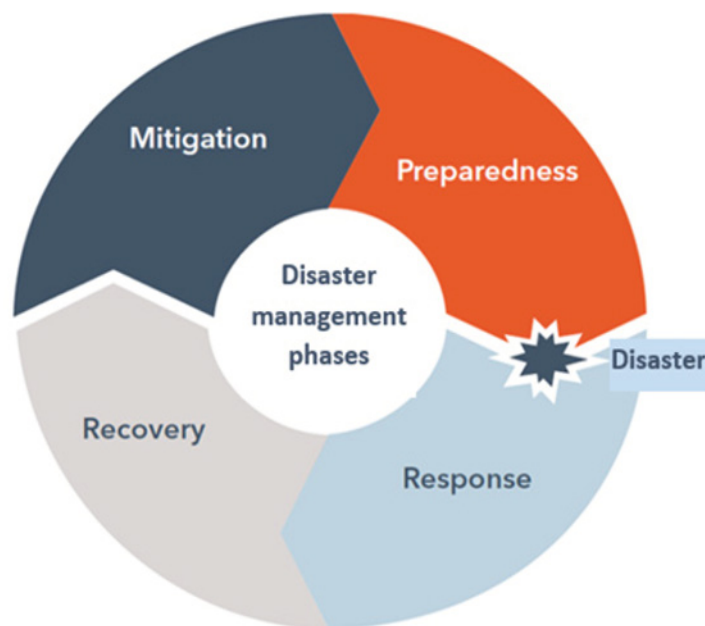 Mitigation
Preparedness
Disaster
management
phases
Disaster
Recovery
Response